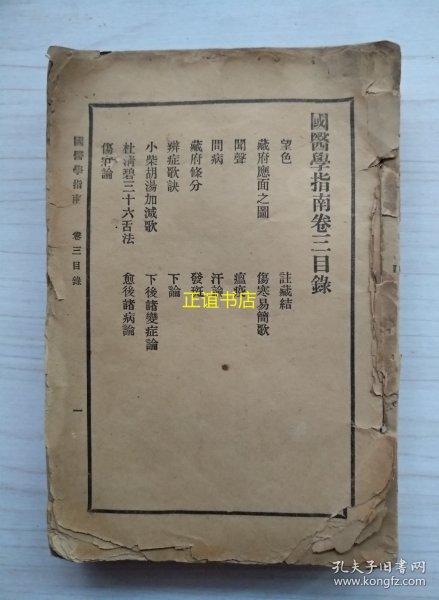 國醫學指南卷三目錄
望色
註藏結
藏府應面之圖
傷寒易簡歌
聞聲
瘟疫
問病
汗論
藏府條分
發斑
辨症歌訣
下論
小柴胡湯加減歌
下後諸變症論
杜清碧三十六舌法
愈後諸病論
傷寒論
國醫學指南 卷三目錄 一
正谊书店
孔夫子旧书网
www.kongfz.com